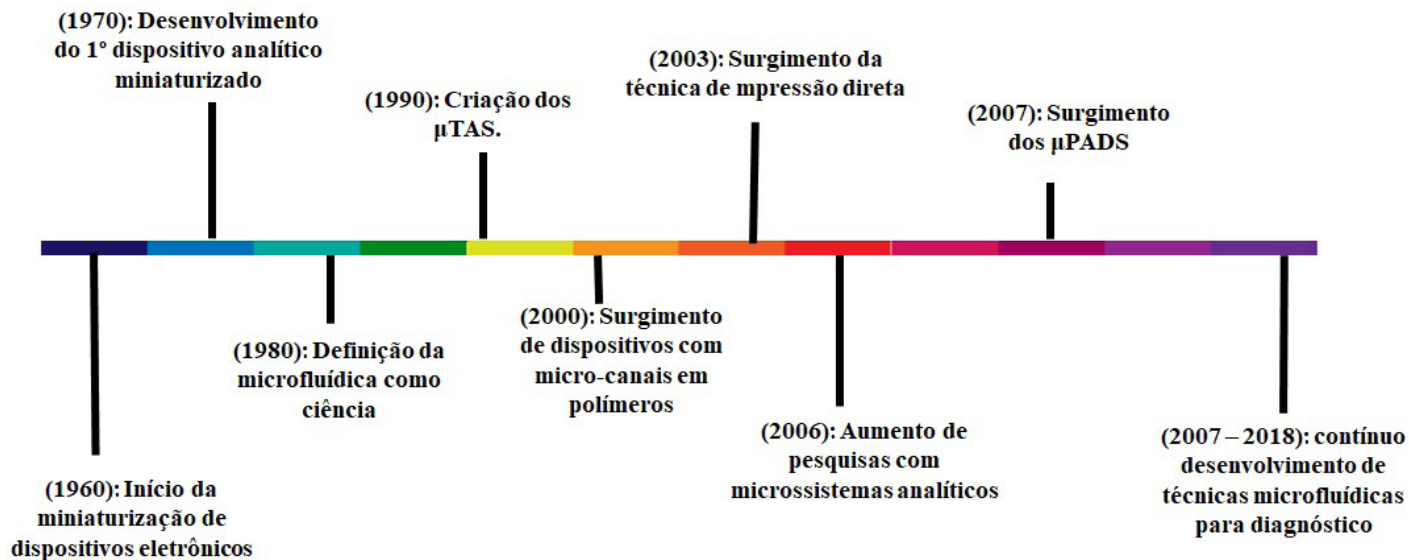 (1970): Desenvolvimento
do 1º dispositivo analítico
miniaturizado
(1990): Criação dos
μTAS.
(2003): Surgimento da
técnica de mpressão direta
(2007): Surgimento
dos μPADS
(1960): Início da
miniaturização de
dispositivos eletrônicos
(1980): Definição da
microfluídica como
ciência
(2000): Surgimento
de dispositivos com
micro-canais em
polímeros
(2006): Aumento de
pesquisas com
microssistemas analíticos
(2007 – 2018): contínuo
desenvolvimento de
técnicas microfluídicas
para diagnóstico